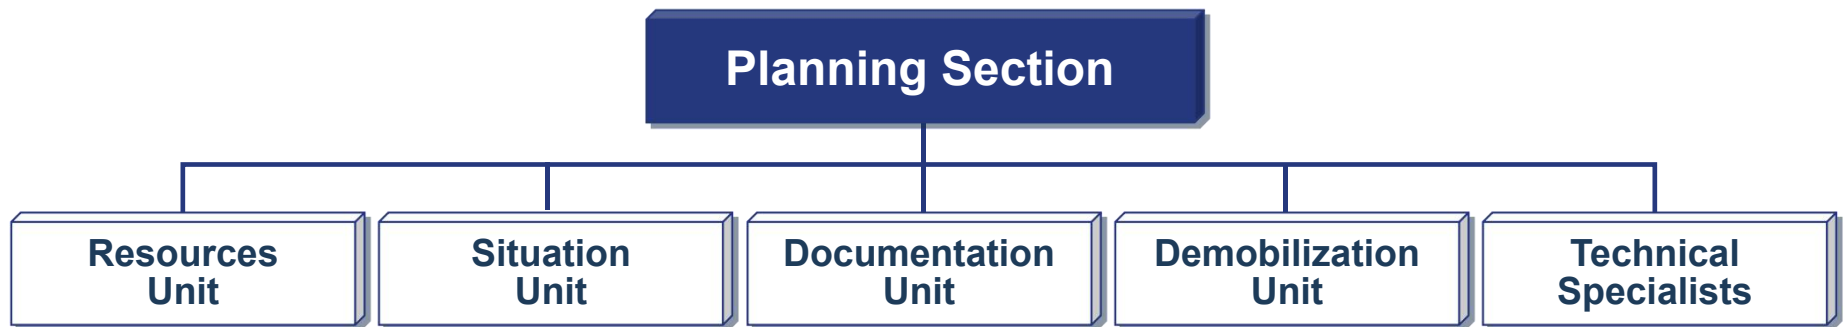 Planning Section
Resources
Unit
Situation
Unit
Documentation
Unit
Demobilization
Unit
Technical
Specialists